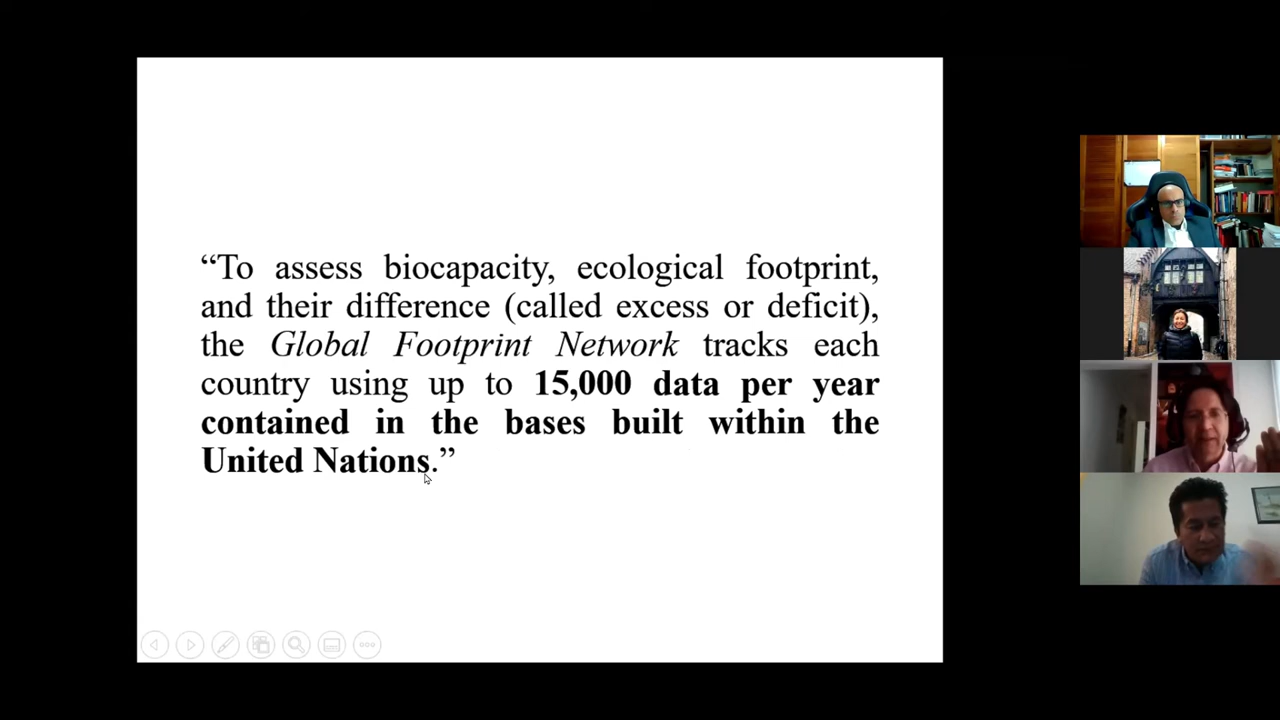 “To assess biocapacity, ecological footprint,
and their difference (called excess or deficit),
the Global Footprint Network tracks each
country using up to 15,000 data per year
contained in the bases built within the
United Nations.”